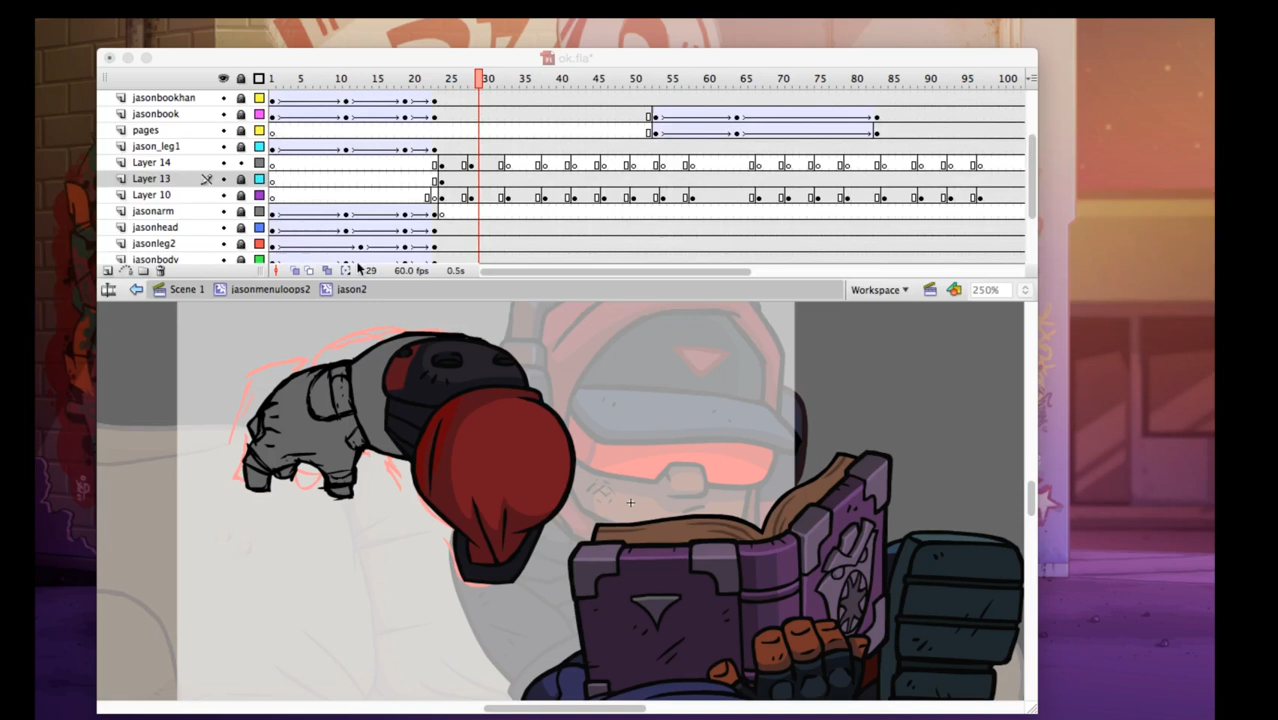 ok.fla*
1 5 10 15 20 25 30 35 40 45 50 55 60 65 70 75 80 85 90 95 100
jasonbookhan
jasonbook
pages
jason_leg1
Layer 14
Layer 13
Layer 10
jasonarm
jasonhead
jasonleg2
jasonbody
29 60.0 fps 0.5s
Scene 1 jasonmenuloops2 jason2 Workspace 250%